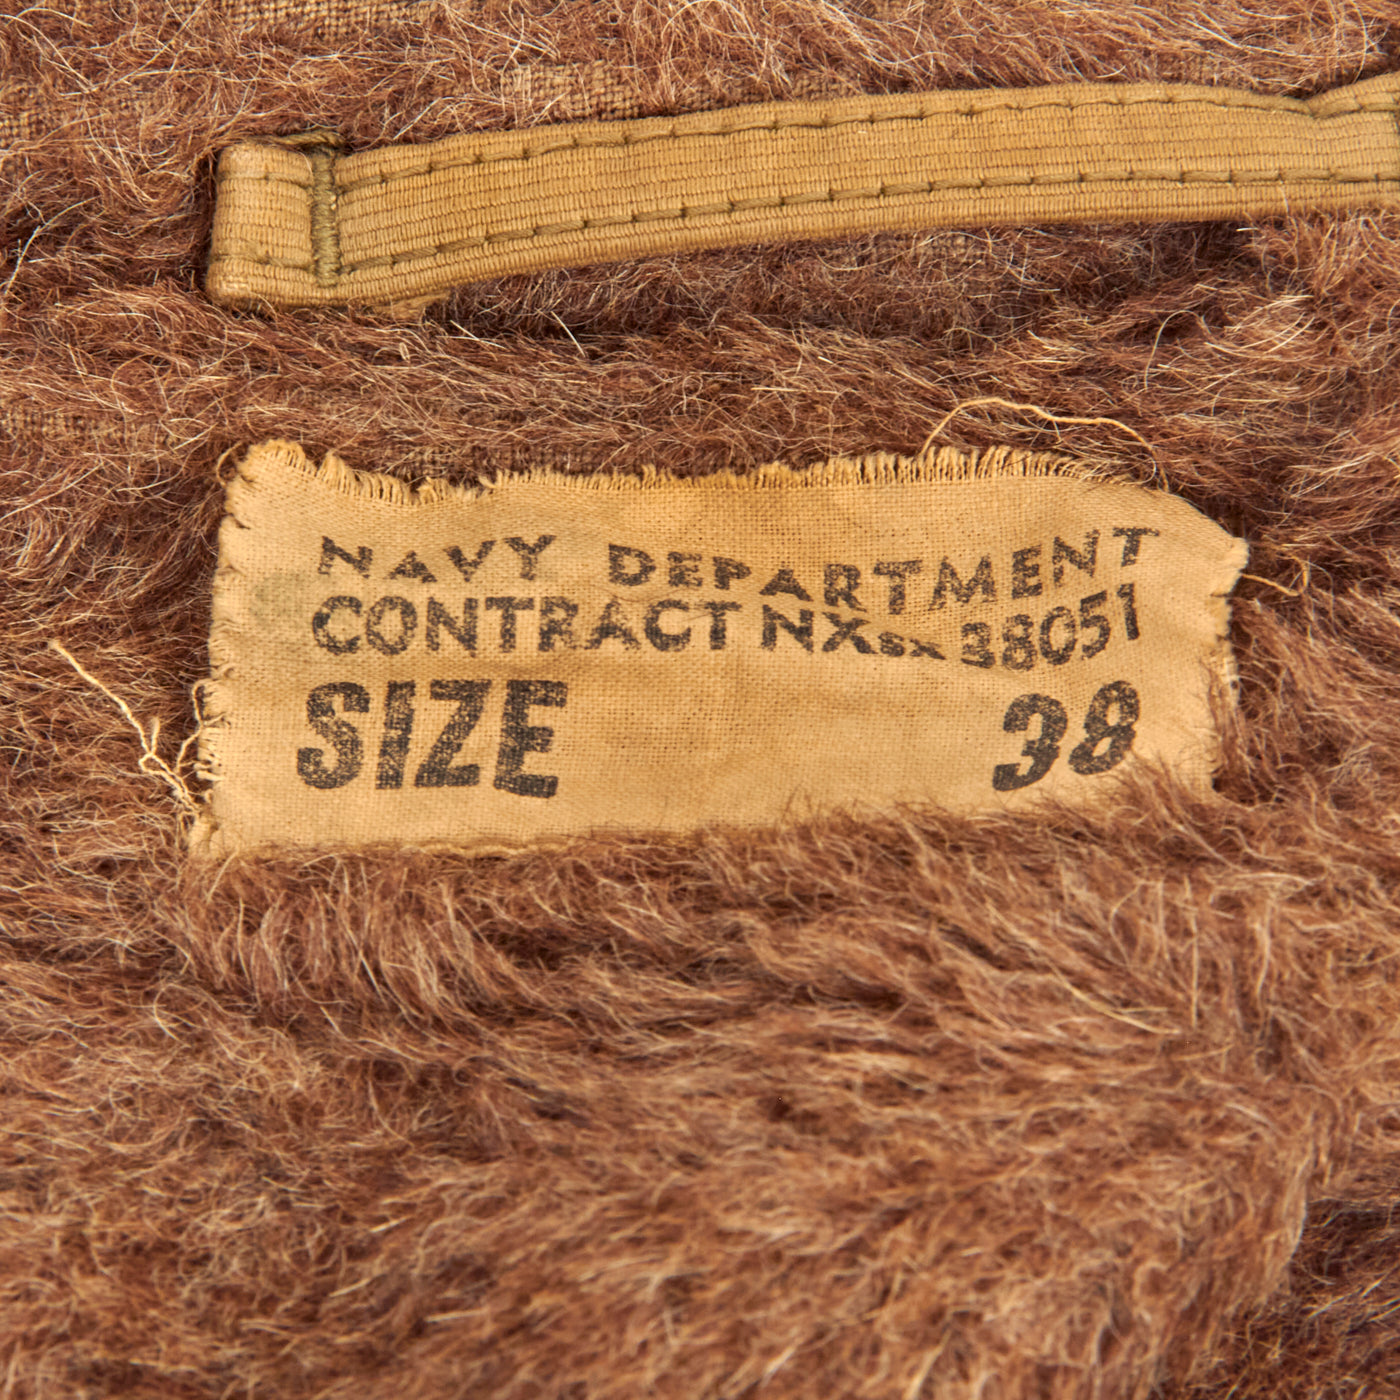 NAVY DEPARTMENT
CONTRACT NXsx 38051
SIZE 38